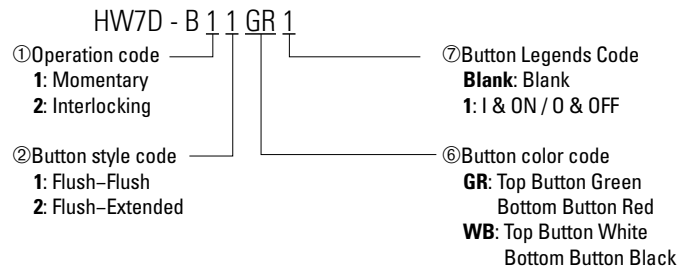 HW7D - B 1 1 GR 1
①Operation code
1: Momentary
2: Interlocking
②Button style code
1: Flush–Flush
2: Flush–Extended
⑦Button Legends Code
Blank: Blank
1: I & ON / O & OFF
⑥Button color code
GR: Top Button Green
Bottom Button Red
WB: Top Button White
Bottom Button Black